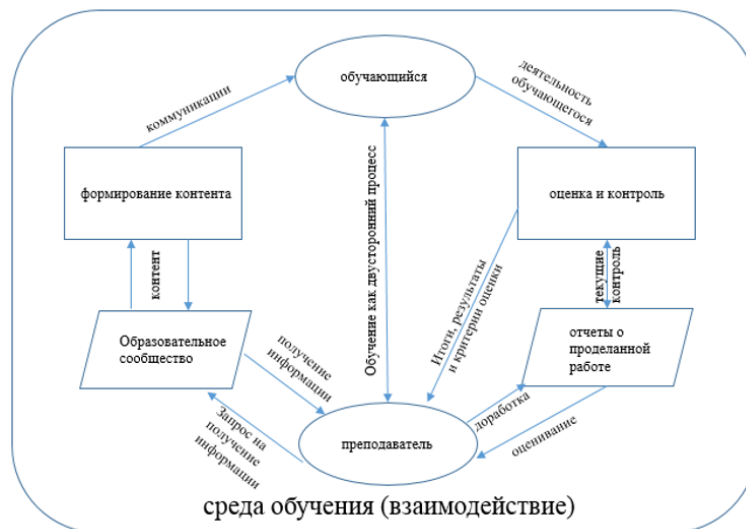 обучающийся
коммуникации
деятельность
обучающегося
формирование контента
Обучение как двусторонний процесс
оценка и контроль
контент
Итоги, результаты
и критерии оценки
текущие
контроль
Образовательное
сообщество
получение
информации
отчеты о
проделанной
работе
Запрос на
получение
информации
преподаватель
доработка
оценивание
среда обучения (взаимодействие)